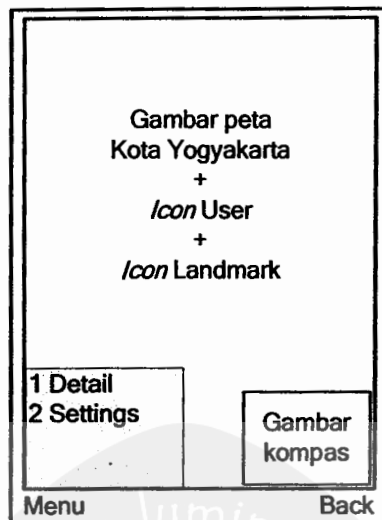 Gambar peta
Kota Yogyakarta
+
Icon User
+
Icon Landmark
1 Detail
2 Settings
Gambar
kompas
Menu
Back